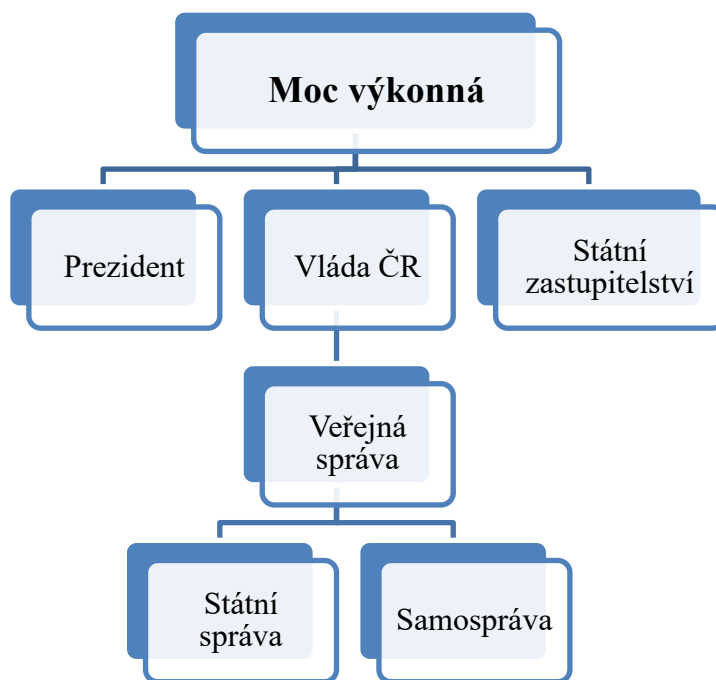 Moc výkonná
Prezident
Vláda ČR
Státní
zastupitelství
Veřejná
správa
Státní
správa
Samospráva